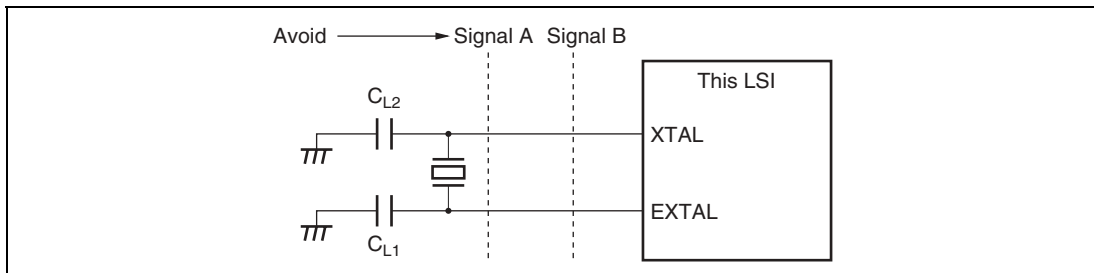 Avoid Signal A Signal B
This LSI
CL2
XTAL
EXTAL
CL1